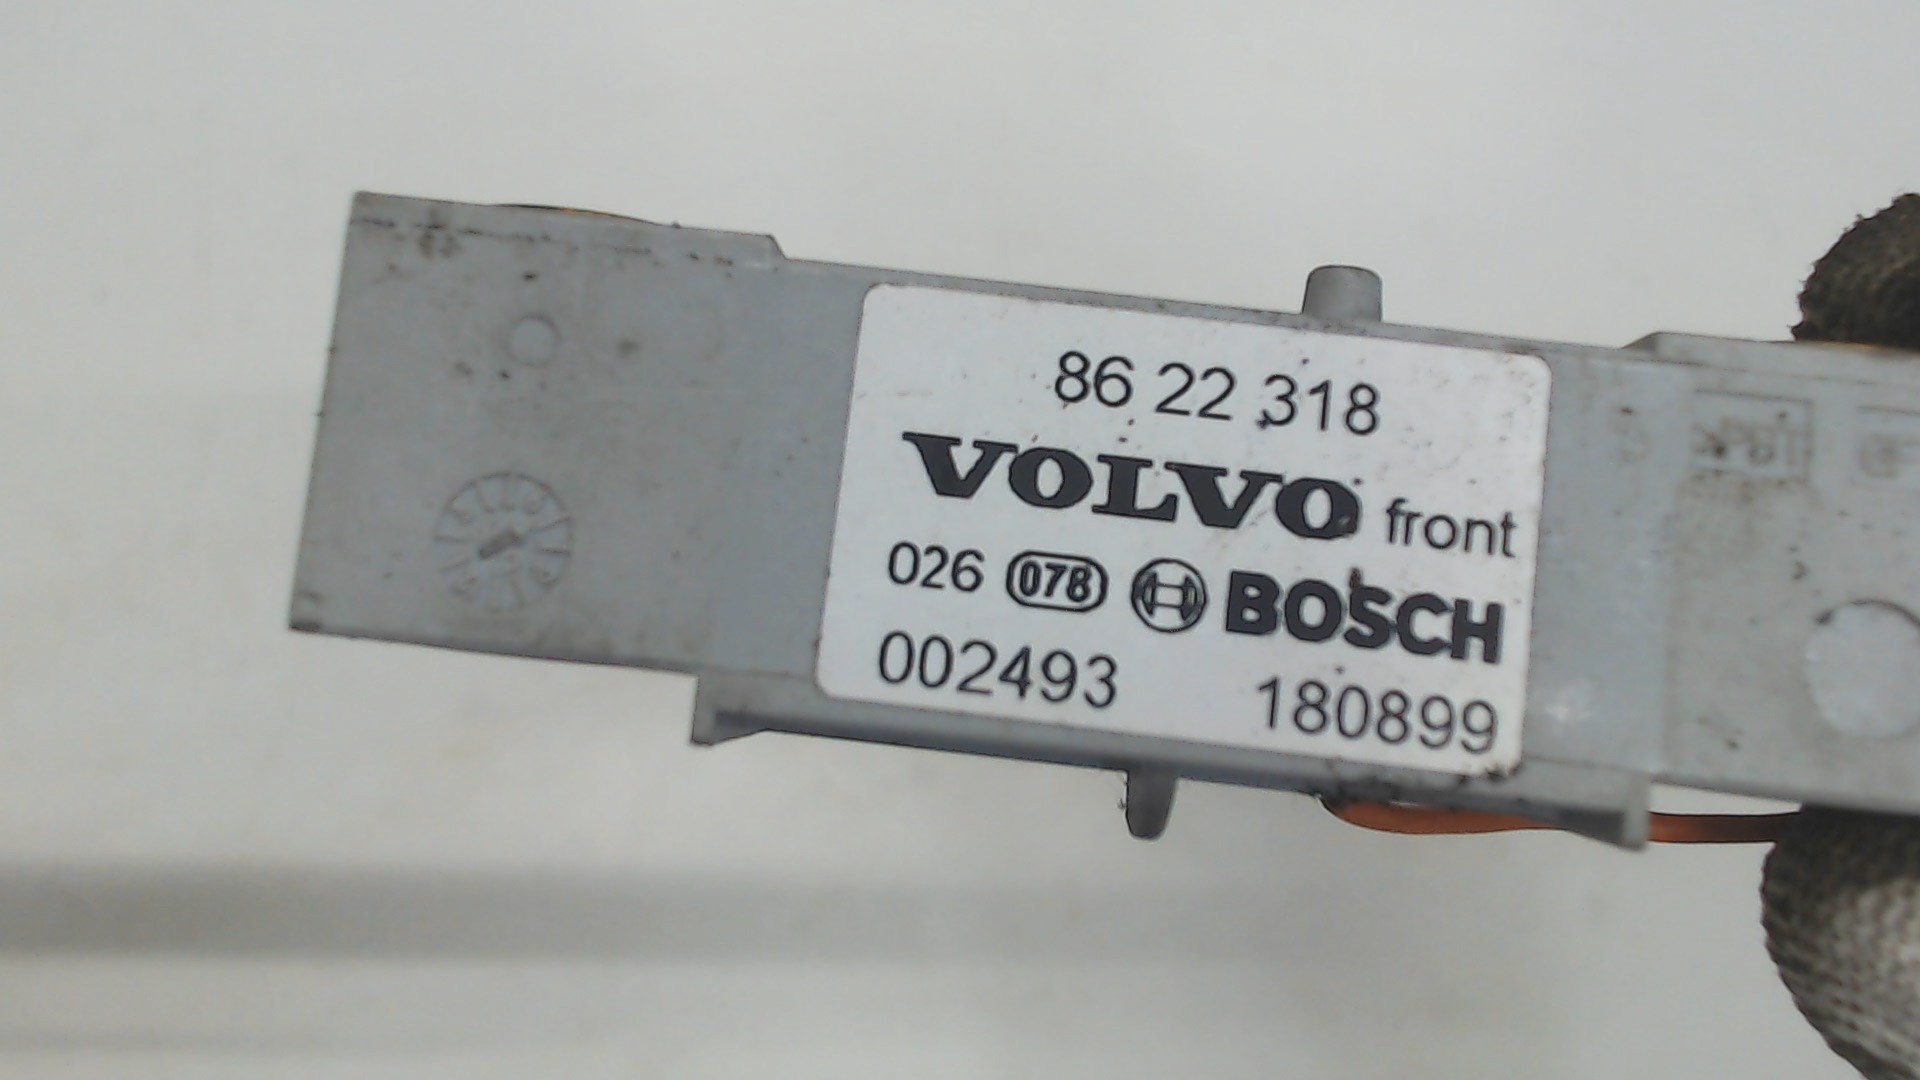 86 22 318
VOLVO front
026 078 BOSCH
002493 180899